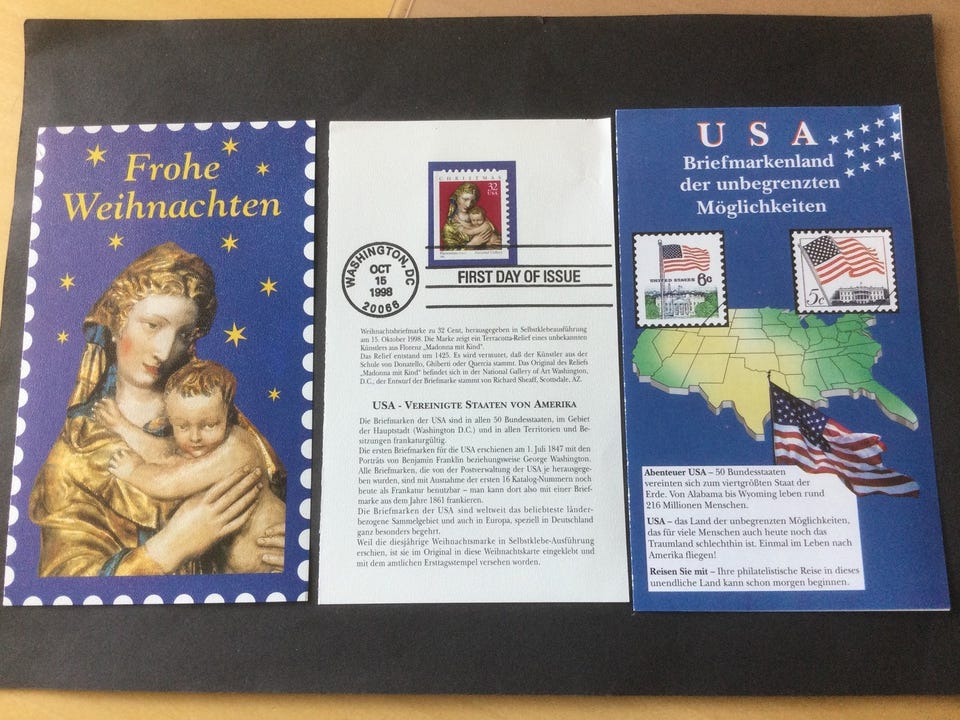 Frohe
Weihnachten
CHRISTMAS
32
USA
WASHINGTON, DC
OCT
15
1998
20066
FIRST DAY OF ISSUE
Weihnachtsbriefmarke zu 32 Cent, herausgegeben in Selbstklebeausführung
am 15. Oktober 1998. Die Marke zeigt ein Terracotta-Relief eines unbekannten
Künstlers aus Florenz „Madonna mit Kind".
Das Relief entstand um 1425. Es wird vermutet, daß der Künstler aus der
Schule von Donatello, Ghiberti oder Quercia stammt. Das Original des Reliefs
„Madonna mit Kind" befindet sich in der National Gallery of Art Washington,
D.C., der Entwurf der Briefmarke stammt von Richard Sheaff, Scottsdale, AZ.
USA - VEREINIGTE STAATEN VON AMERIKA
Die Briefmarken der USA sind in allen 50 Bundesstaaten, im Gebiet
der Hauptstadt (Washington D.C.) und in allen Territorien und Be-
sitzungen frankaturgültig.
Die ersten Briefmarken für die USA erschienen am 1. Juli 1847 mit den
Porträts von Benjamin Franklin beziehungsweise George Washington.
Alle Briefmarken, die von der Postverwaltung der USA je herausgege-
ben wurden, sind mit Ausnahme der ersten 16 Katalog-Nummern noch
heute als Frankatur benutzbar – man kann dort also mit einer Brief-
marke aus dem Jahre 1861 frankieren.
Die Briefmarken der USA sind weltweit das beliebteste länder-
bezogene Sammelgebiet und auch in Europa, speziell in Deutschland
ganz besonders begehrt.
Weil die diesjährige Weihnachtsmarke in Selbstklebe-Ausführung
erschien, ist sie im Original in diese Weihnachtskarte eingeklebt und
mit dem amtlichen Ersttagsstempel versehen worden.
USA
Briefmarkenland
der unbegrenzten
Möglichkeiten
UNITED STATES 6c
5c
Abenteuer USA – 50 Bundesstaaten
vereinten sich zum viertgrößten Staat der
Erde. Von Alabama bis Wyoming leben rund
216 Millionen Menschen.
USA – das Land der unbegrenzten Möglichkeiten,
das für viele Menschen auch heute noch das
Traumland schlechthin ist. Einmal im Leben nach
Amerika fliegen!
Reisen Sie mit – Ihre philatelistische Reise in dieses
unendliche Land kann schon morgen beginnen.